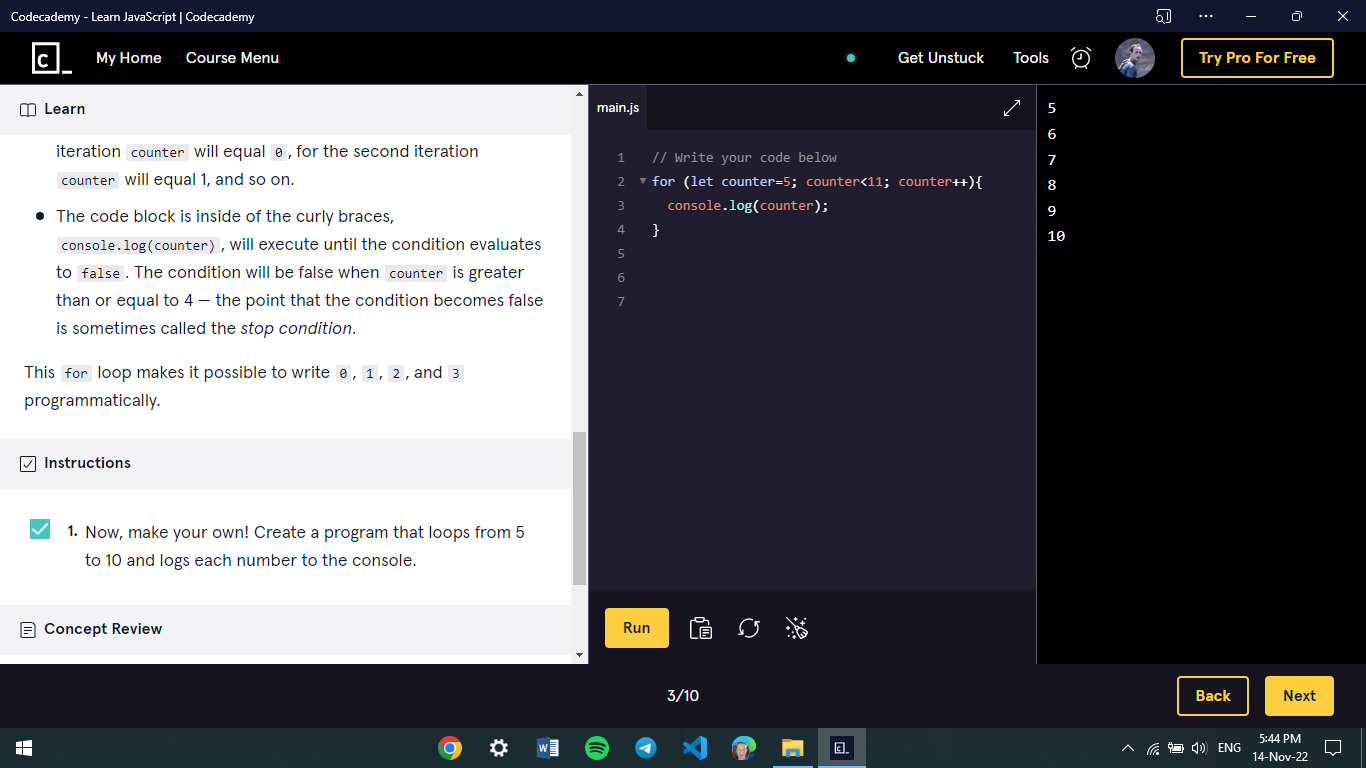 Codecademy - Learn JavaScript | Codecademy
My Home
Course Menu
Get Unstuck
Tools
Try Pro For Free
Learn
iteration counter will equal 0, for the second iteration
counter will equal 1, and so on.
The code block is inside of the curly braces,
console.log(counter), will execute until the condition evaluates
to false. The condition will be false when counter is greater
than or equal to 4 — the point that the condition becomes false
is sometimes called the stop condition.
This for loop makes it possible to write 0, 1, 2, and 3
programmatically.
Instructions
1. Now, make your own! Create a program that loops from 5
to 10 and logs each number to the console.
Concept Review
main.js
1 // Write your code below
2 for (let counter=5; counter<11; counter++){
3 console.log(counter);
4 }
5
6
7
Run
5
6
7
8
9
10
3/10
Back
Next
ENG
5:44 PM
14-Nov-22